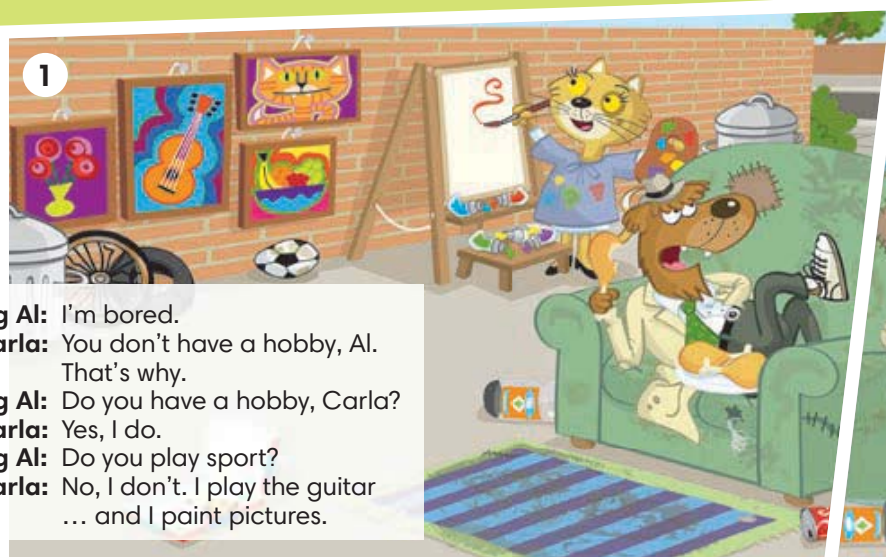 1
g Al: I'm bored.
arla: You don't have a hobby, Al.
That's why.
g Al: Do you have a hobby, Carla?
arla: Yes, I do.
g Al: Do you play sport?
arla: No, I don't. I play the guitar
… and I paint pictures.